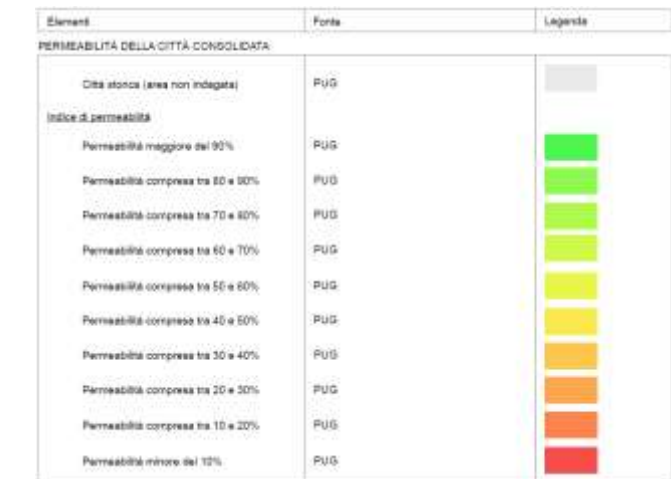 Elementi Fonte Legenda
PERMEABILITÀ DELLA CITTÀ CONSOLIDATA
Città storica (area non indagata) PUG
Indice di permeabilità
Permeabilità maggiore del 90% PUG
Permeabilità compresa tra 80 e 90% PUG
Permeabilità compresa tra 70 e 80% PUG
Permeabilità compresa tra 60 e 70% PUG
Permeabilità compresa tra 50 e 60% PUG
Permeabilità compresa tra 40 e 50% PUG
Permeabilità compresa tra 30 e 40% PUG
Permeabilità compresa tra 20 e 30% PUG
Permeabilità compresa tra 10 e 20% PUG
Permeabilità minore del 10% PUG